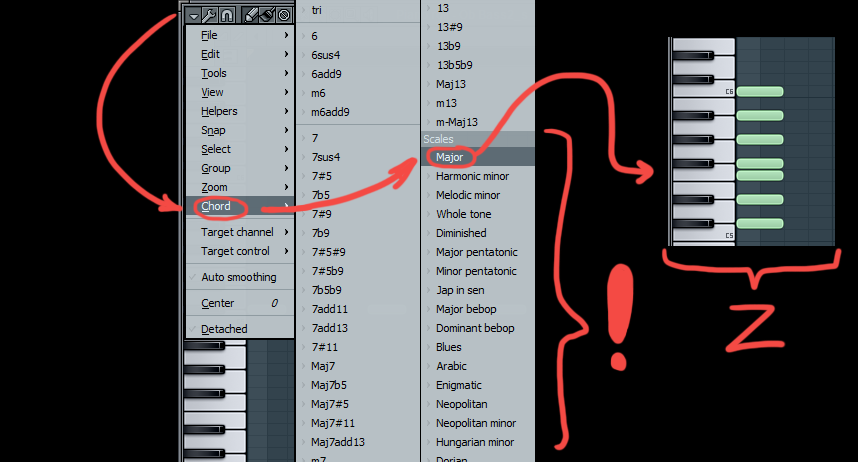 File
Edit
Tools
View
Helpers
Snap
Select
Group
Zoom
Chord
Target channel
Target control
Auto smoothing
Center 0
Detached
tri
6
6sus4
6add9
m6
m6add9
7
7sus4
7#5
7b5
7#9
7b9
7#5#9
7#5b9
7b5b9
7add11
7add13
7#11
Maj7
Maj7b5
Maj7#5
Maj7#11
Maj7add13
m7
13
13#9
13b9
13b5b9
Maj13
m13
m-Maj13
Scales
Major
Harmonic minor
Melodic minor
Whole tone
Diminished
Major pentatonic
Minor pentatonic
Jap in sen
Major bebop
Dominant bebop
Blues
Arabic
Enigmatic
Neopolitan
Neopolitan minor
Hungarian minor
Dorian
!
C6
C5
Z